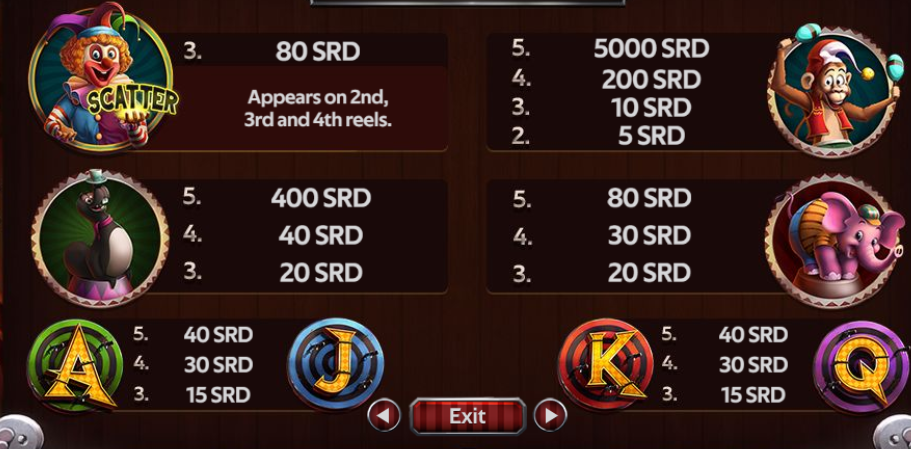 SCATTER
3. 80 SRD
Appears on 2nd,
3rd and 4th reels.
5. 5000 SRD
4. 200 SRD
3. 10 SRD
2. 5 SRD
5. 400 SRD
4. 40 SRD
3. 20 SRD
5. 80 SRD
4. 30 SRD
3. 20 SRD
A
5. 40 SRD
4. 30 SRD
3. 15 SRD
J
K
5. 40 SRD
4. 30 SRD
3. 15 SRD
Q
Exit